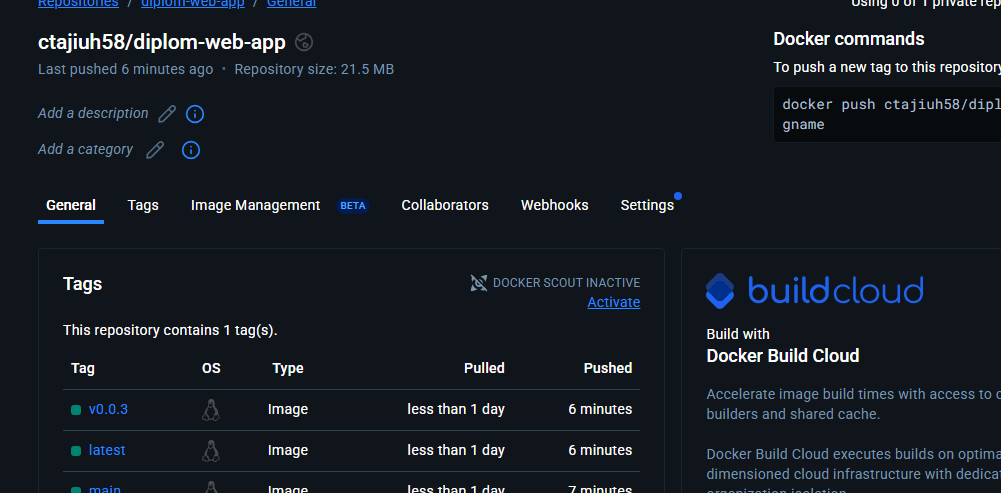 Repositories / diplom-web-app / General
Using 0 of 1 private rep
ctajiuh58/diplom-web-app
Last pushed 6 minutes ago • Repository size: 21.5 MB
Add a description
Add a category
Docker commands
To push a new tag to this repository
docker push ctajiuh58/dipl
gname
General Tags Image Management BETA Collaborators Webhooks Settings
Tags
DOCKER SCOUT INACTIVE
Activate
This repository contains 1 tag(s).
Tag OS Type Pulled Pushed
v0.0.3 Image less than 1 day 6 minutes
latest Image less than 1 day 6 minutes
main Image less than 1 day 7 minutes
buildcloud
Build with
Docker Build Cloud
Accelerate image build times with access to c
builders and shared cache.
Docker Build Cloud executes builds on optima
dimensioned cloud infrastructure with dedicat
organization isolation.